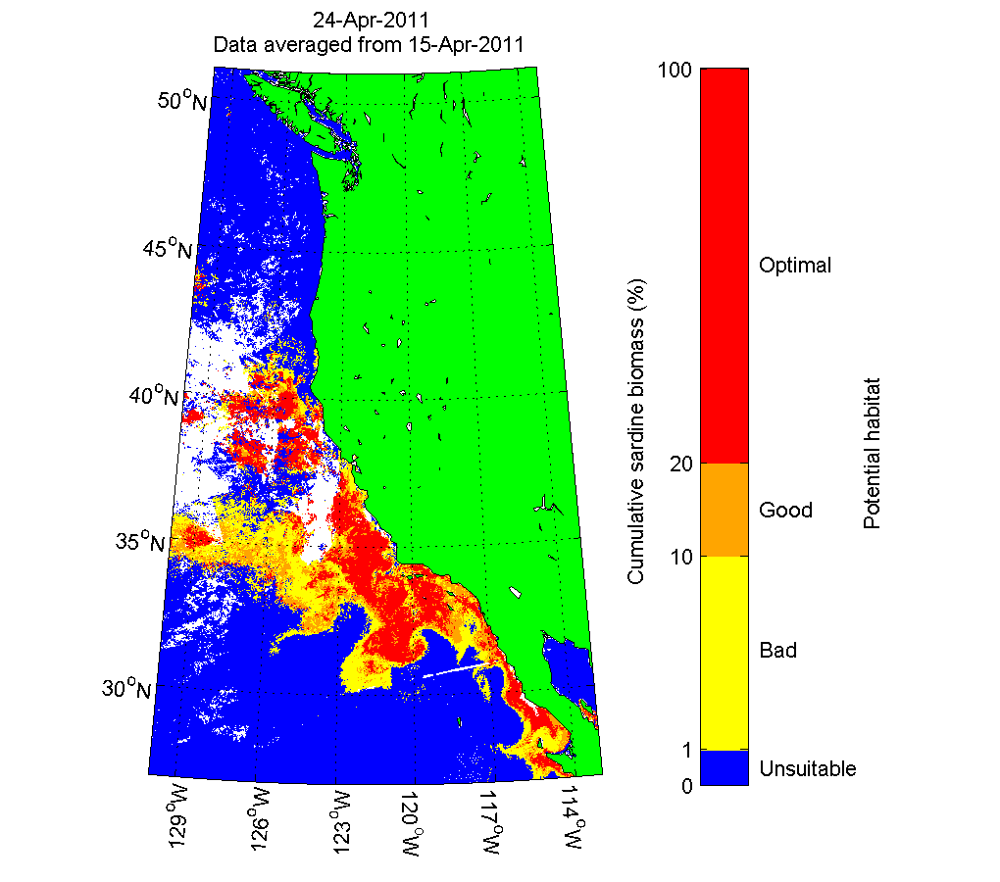 24-Apr-2011
Data averaged from 15-Apr-2011
50°N
45°N
40°N
35°N
30°N
129°W
126°W
123°W
120°W
117°W
114°W
100
20
10
1
0
Cumulative sardine biomass (%)
Optimal
Good
Bad
Unsuitable
Potential habitat